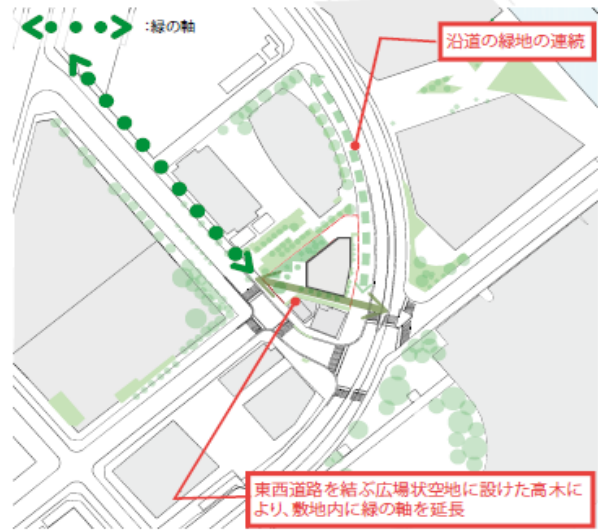 :緑の軸
沿道の緑地の連続
東西道路を結ぶ広場状空地に設けた高木に
より、敷地内に緑の軸を延長